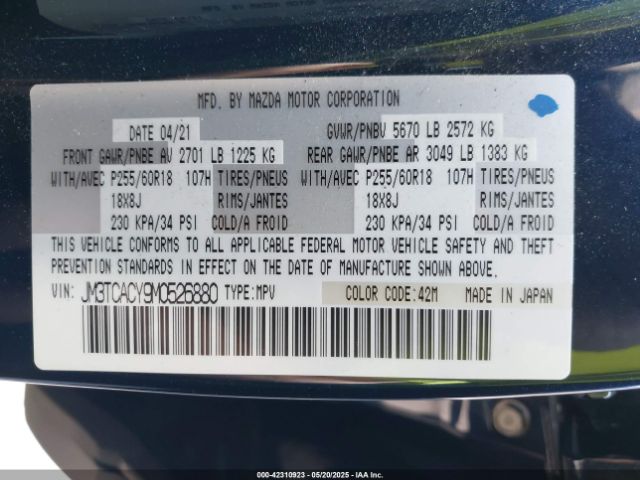 MFD. BY MAZDA MOTOR CORPORATION
DATE 04/21 GVWR/PNBV 5670 LB 2572 KG
FRONT GAWR/PNBE AV 2701 LB 1225 KG REAR GAWR/PNBE AR 3049 LB 1383 KG
WITH/AVEC P255/60R18 107H TIRES/PNEUS WITH/AVEC P255/60R18 107H TIRES/PNEUS
18X8J RIMS/JANTES 18X8J RIMS/JANTES
230 KPA/34 PSI COLD/A FROID 230 KPA/34 PSI COLD/A FROID
THIS VEHICLE CONFORMS TO ALL APPLICABLE FEDERAL MOTOR VEHICLE SAFETY AND THEFT
PREVENTION STANDARDS IN EFFECT ON THE DATE OF MANUFACTURE SHOWN ABOVE.
VIN: JM3TCACY9M0526880 TYPE:MPV COLOR CODE:42M MADE IN JAPAN
000-42310923 — 05/20/2025 — IAAI.COM